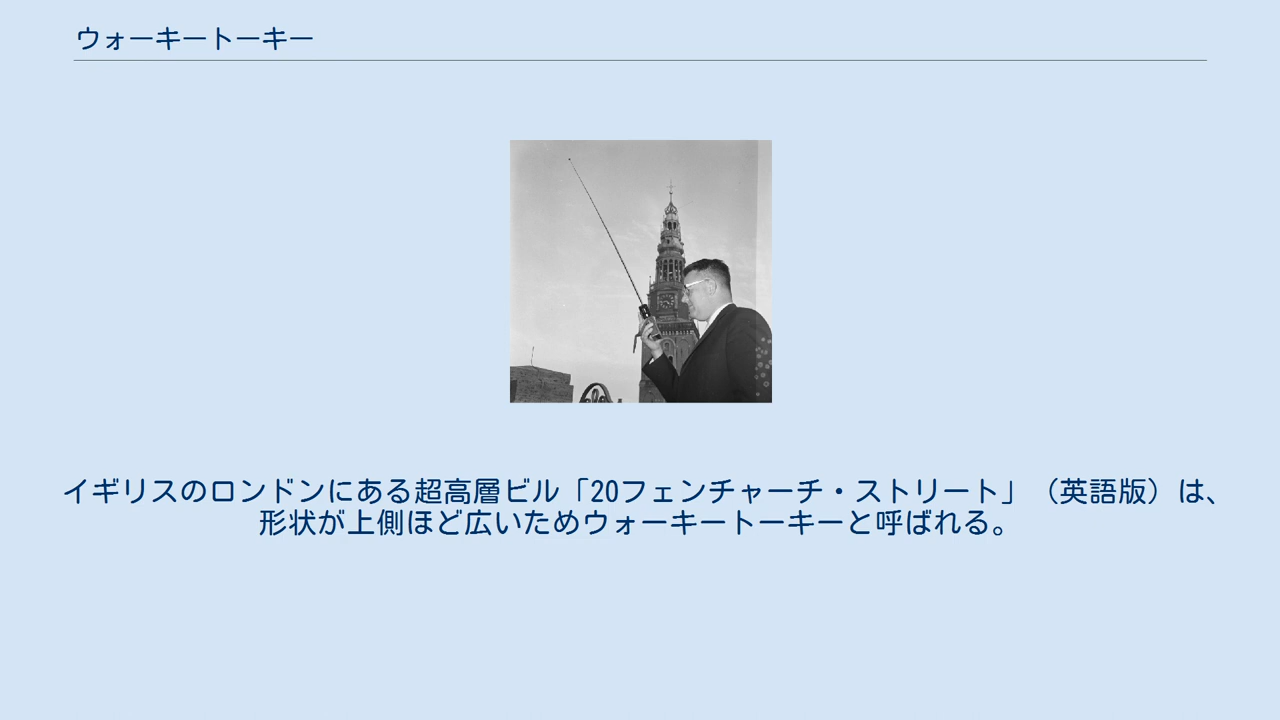 ウォーキートーキー
イギリスのロンドンにある超高層ビル「20フェンチャーチ・ストリート」（英語版）は、
形状が上側ほど広いためウォーキートーキーと呼ばれる。